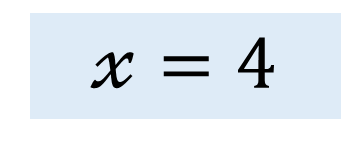 x = 4